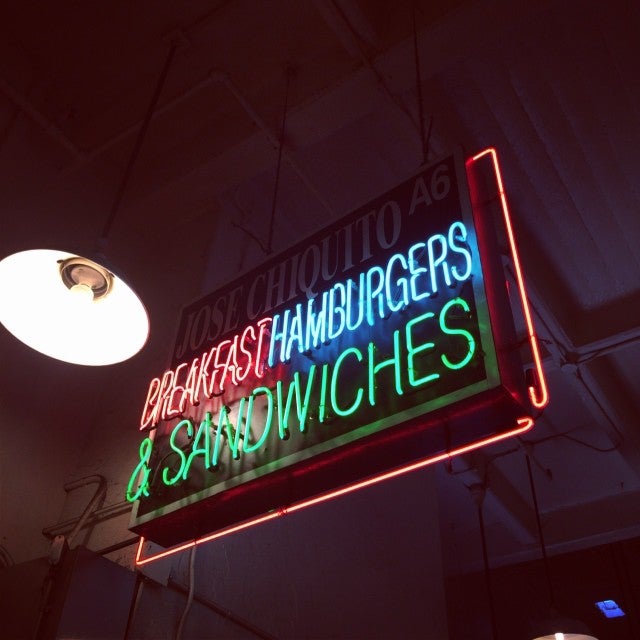 JOSE CHIQUITO A6
BREAKFAST HAMBURGERS
& SANDWICHES